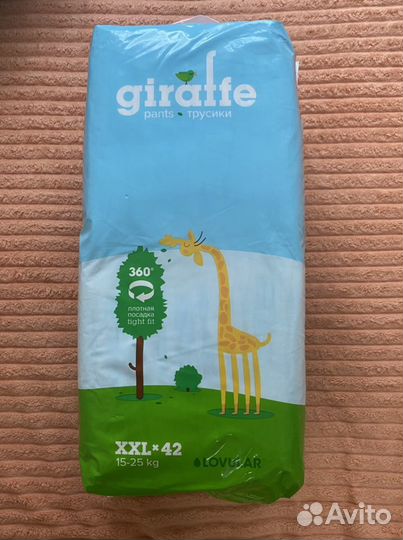 giraffe
pants • трусики
360°
плотная
посадка
tight fit
XXL×42
15-25 kg
LOVULAR
Avito